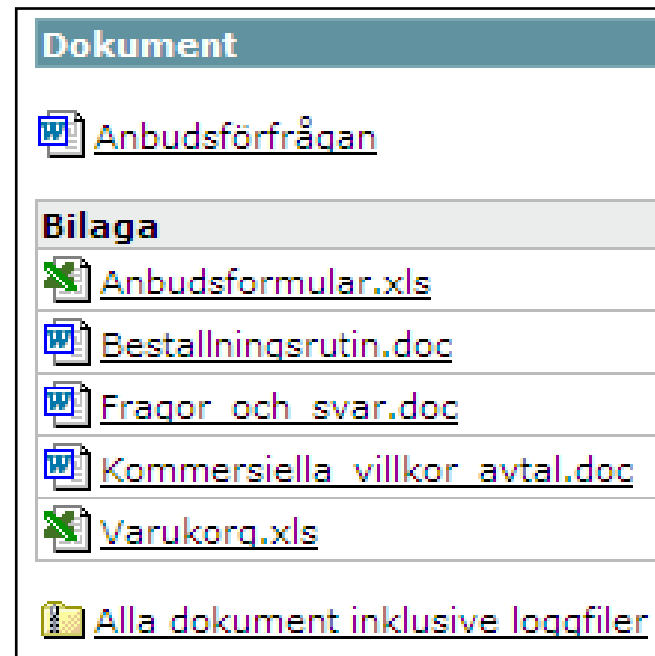 Dokument
Anbudsförfrågan
Bilaga
Anbudsformular.xls
Bestallningsrutin.doc
Fragor_och_svar.doc
Kommersiella_villkor_avtal.doc
Varukorg.xls
Alla dokument inklusive loggfiler